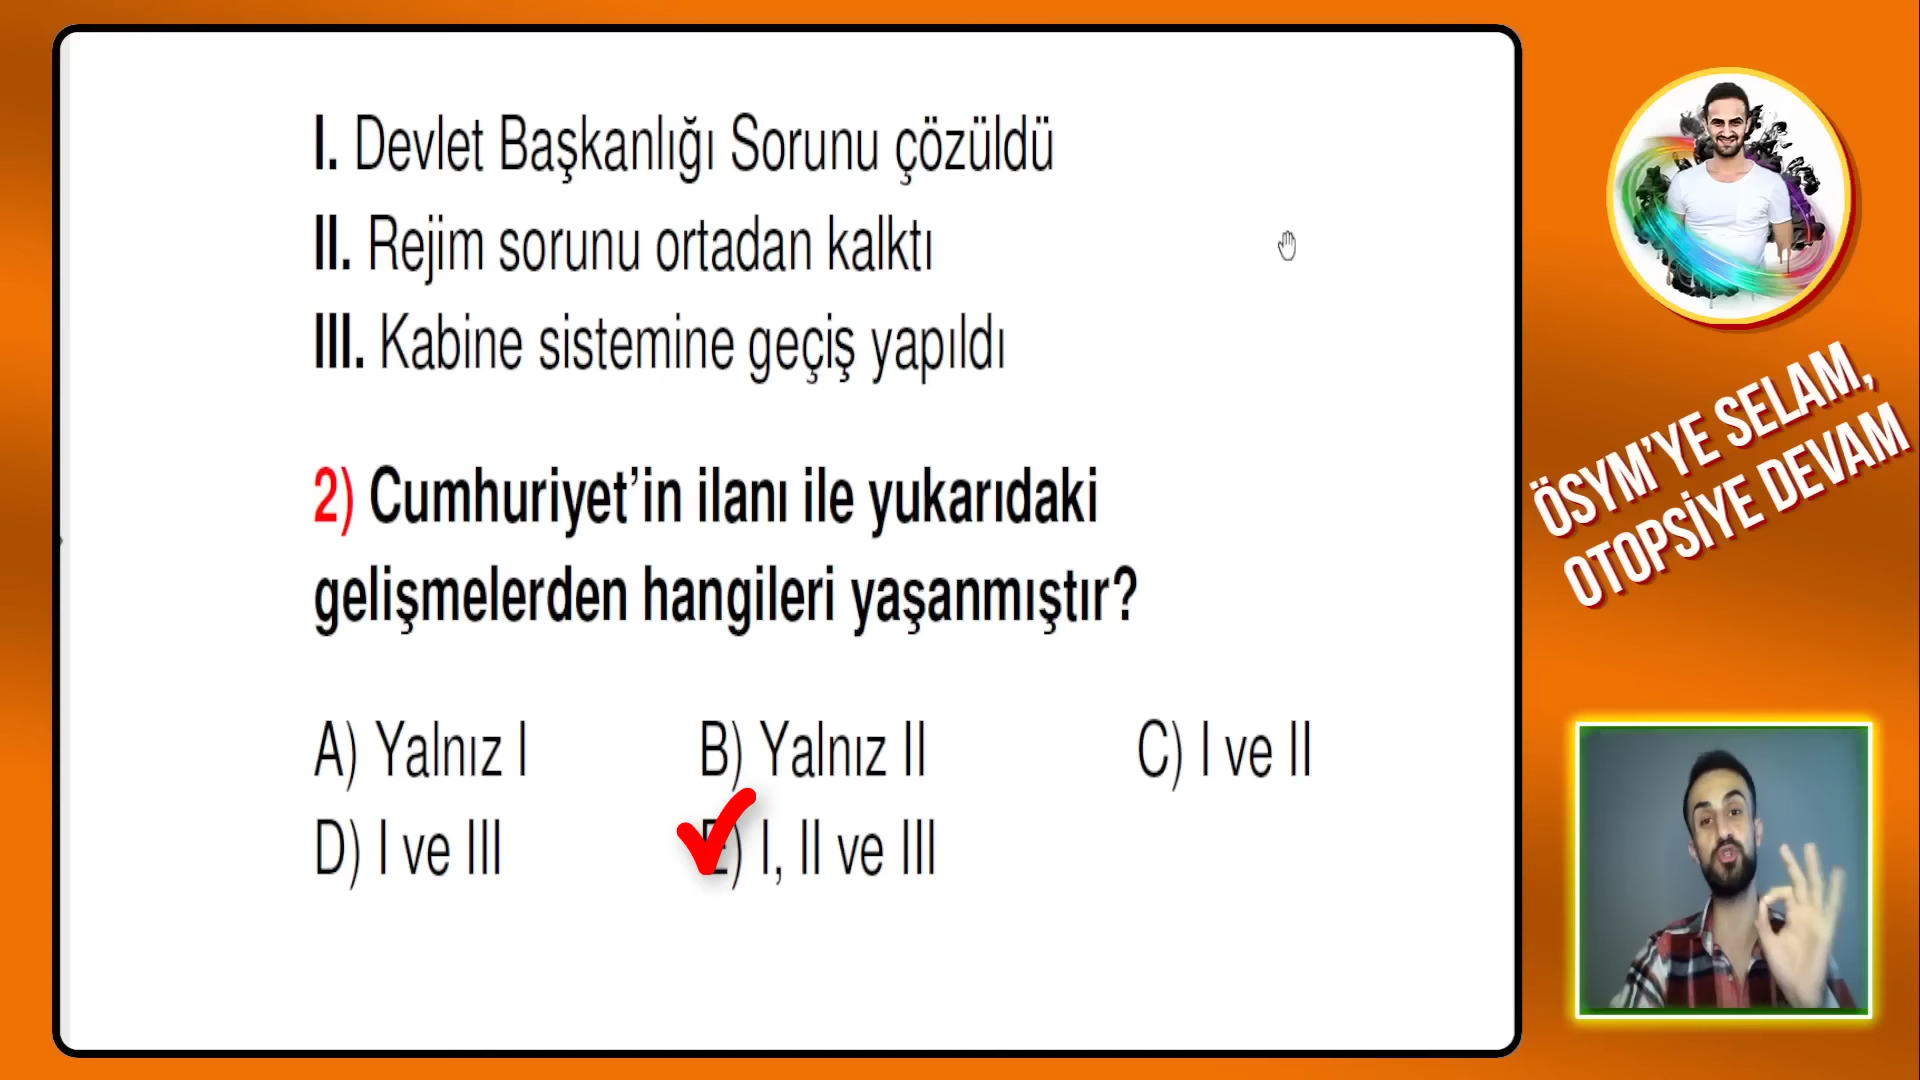 I. Devlet Başkanlığı Sorunu çözüldü
II. Rejim sorunu ortadan kalktı
III. Kabine sistemine geçiş yapıldı
2) Cumhuriyet’in ilanı ile yukarıdaki
gelişmelerden hangileri yaşanmıştır?
A) Yalnız I B) Yalnız II C) I ve II
D) I ve III E) I, II ve III
ÖSYM’YE SELAM,
OTOPSİYE DEVAM